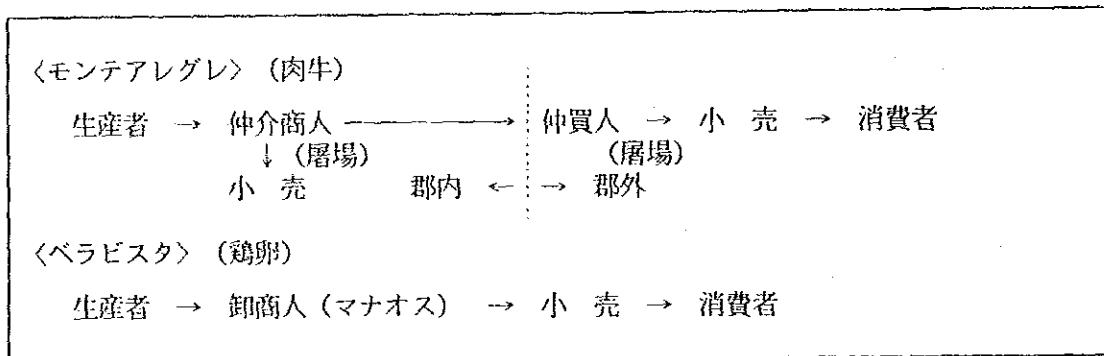 〈モンテアレグレ〉（肉牛）
生産者 → 仲介商人 ────→ 仲買人 → 小 売 → 消費者
↓（屠場） （屠場）
小 売 郡内 ← → 郡外
〈ベラビスタ〉（鶏卵）
生産者 → 卸商人（マナオス） → 小 売 → 消費者